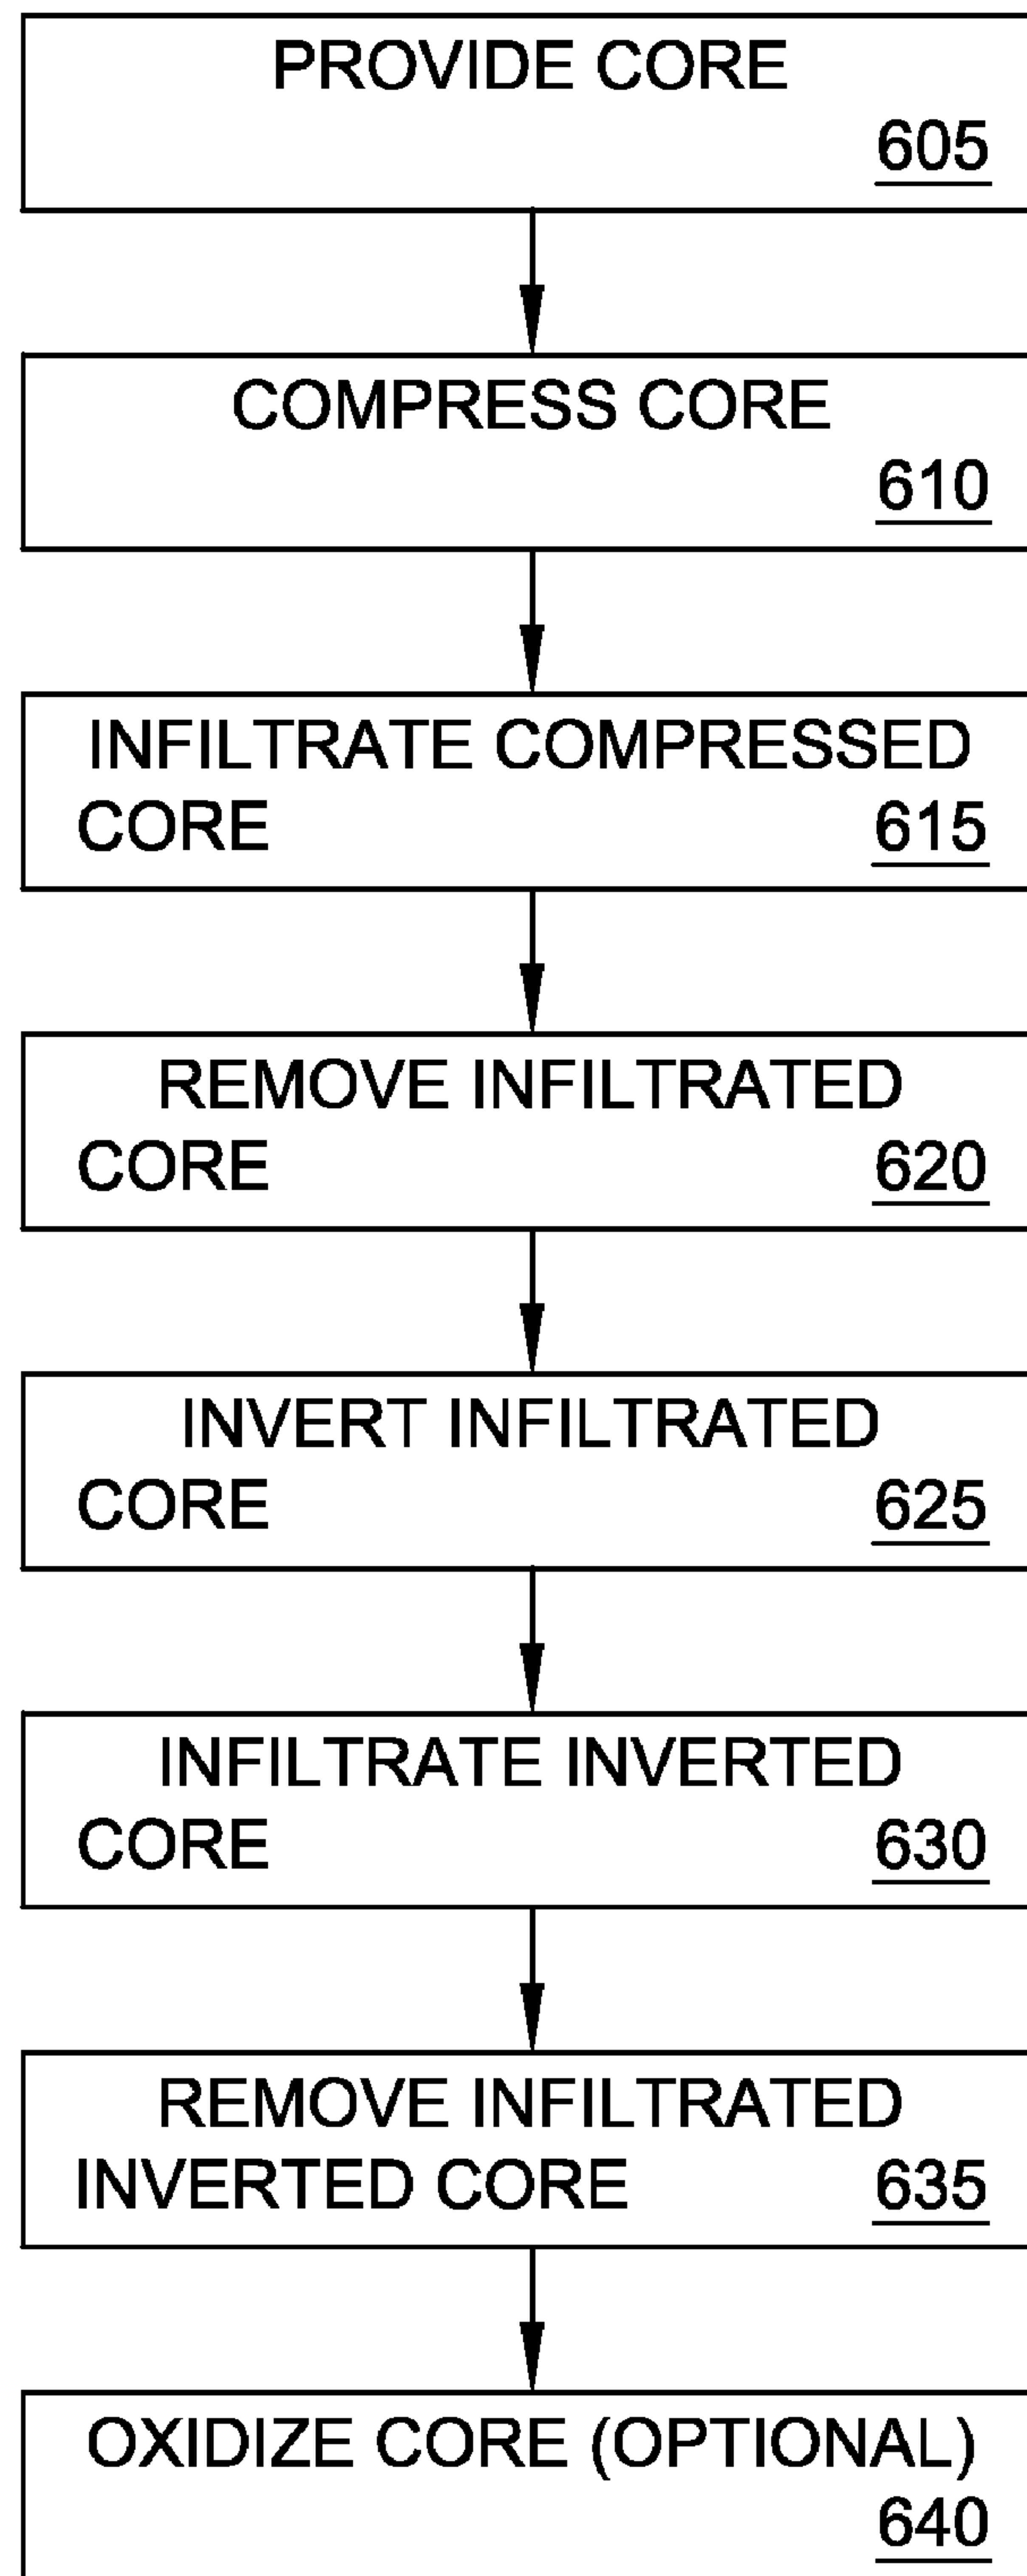 PROVIDE CORE
605
COMPRESS CORE
610
INFILTRATE COMPRESSED
CORE 615
REMOVE INFILTRATED
CORE 620
INVERT INFILTRATED
CORE 625
INFILTRATE INVERTED
CORE 630
REMOVE INFILTRATED
INVERTED CORE 635
OXIDIZE CORE (OPTIONAL)
640